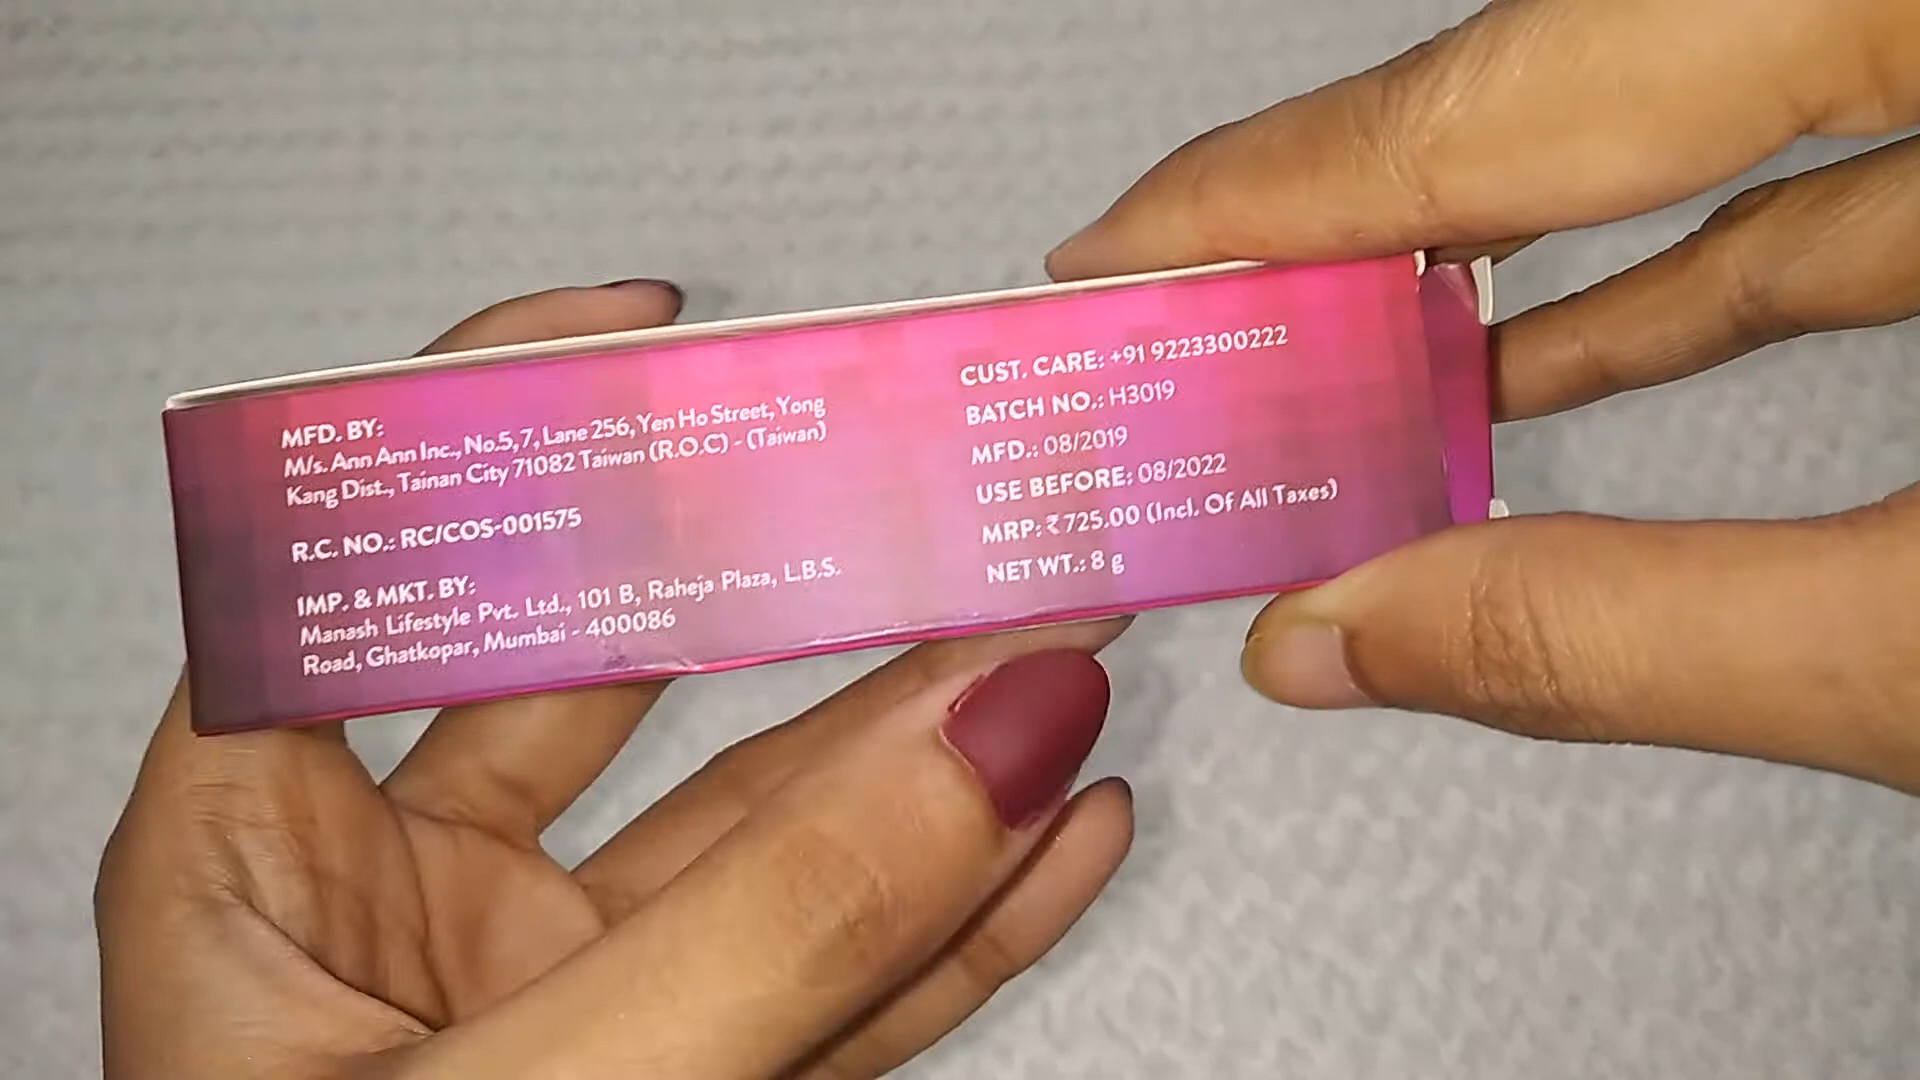 MFD. BY:
M/s. Ann Ann Inc., No.5,7, Lane 256, Yen Ho Street, Yong
Kang Dist., Tainan City 71082 Taiwan (R.O.C) - (Taiwan)
R.C. NO.: RC/COS-001575
IMP. & MKT. BY:
Manash Lifestyle Pvt. Ltd., 101 B, Raheja Plaza, L.B.S.
Road, Ghatkopar, Mumbai - 400086
CUST. CARE: +91 9223300222
BATCH NO.: H3019
MFD.: 08/2019
USE BEFORE: 08/2022
MRP: ₹ 725.00 (Incl. Of All Taxes)
NET WT.: 8 g